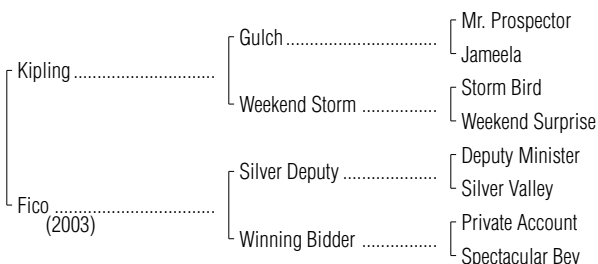 Mr. Prospector
Gulch ................................
Jameela
Kipling ..............................
Storm Bird
Weekend Storm ................
Weekend Surprise
Deputy Minister
Silver Deputy ....................
Silver Valley
Fico ..................................
(2003)
Private Account
Winning Bidder ................
Spectacular Bev